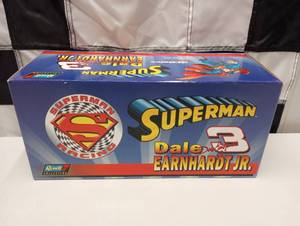 SUPERMAN
RACING
S
SUPERMAN
Dale 3
EARNHARDT JR.
Revell